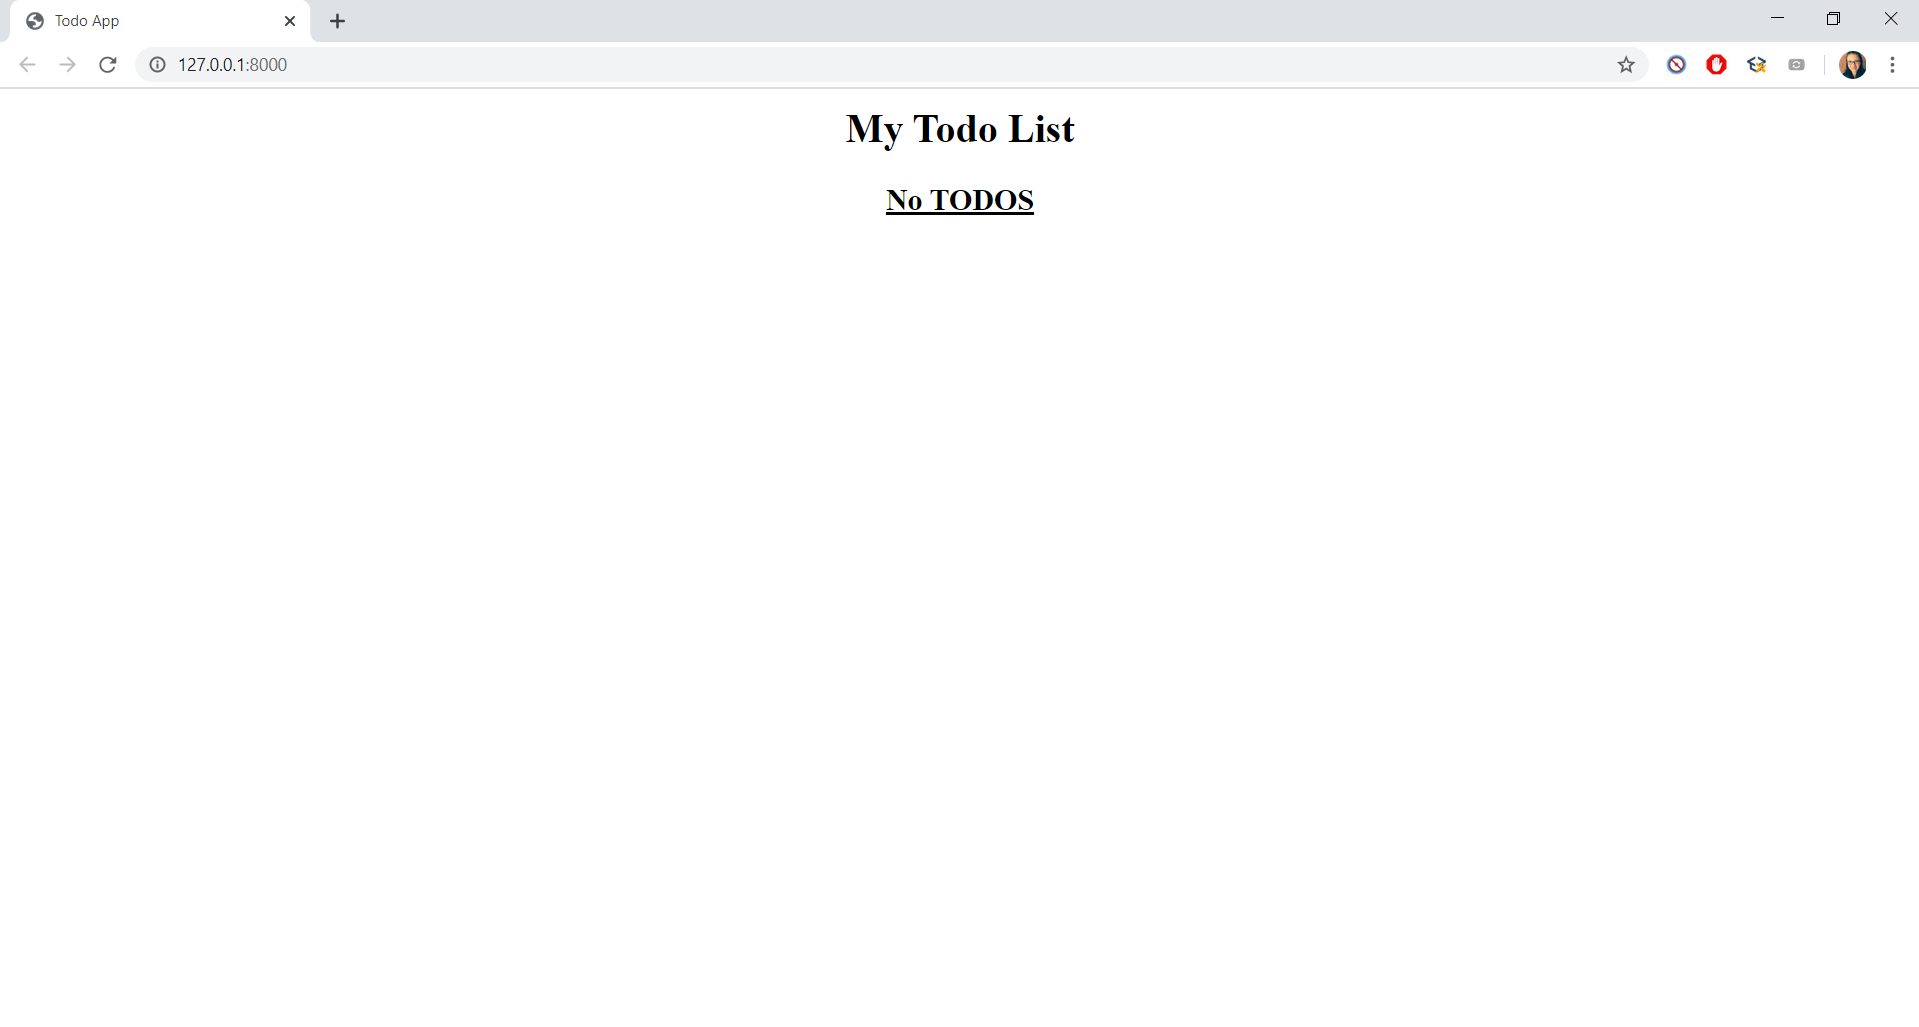 Todo App
127.0.0.1:8000
My Todo List
No TODOS